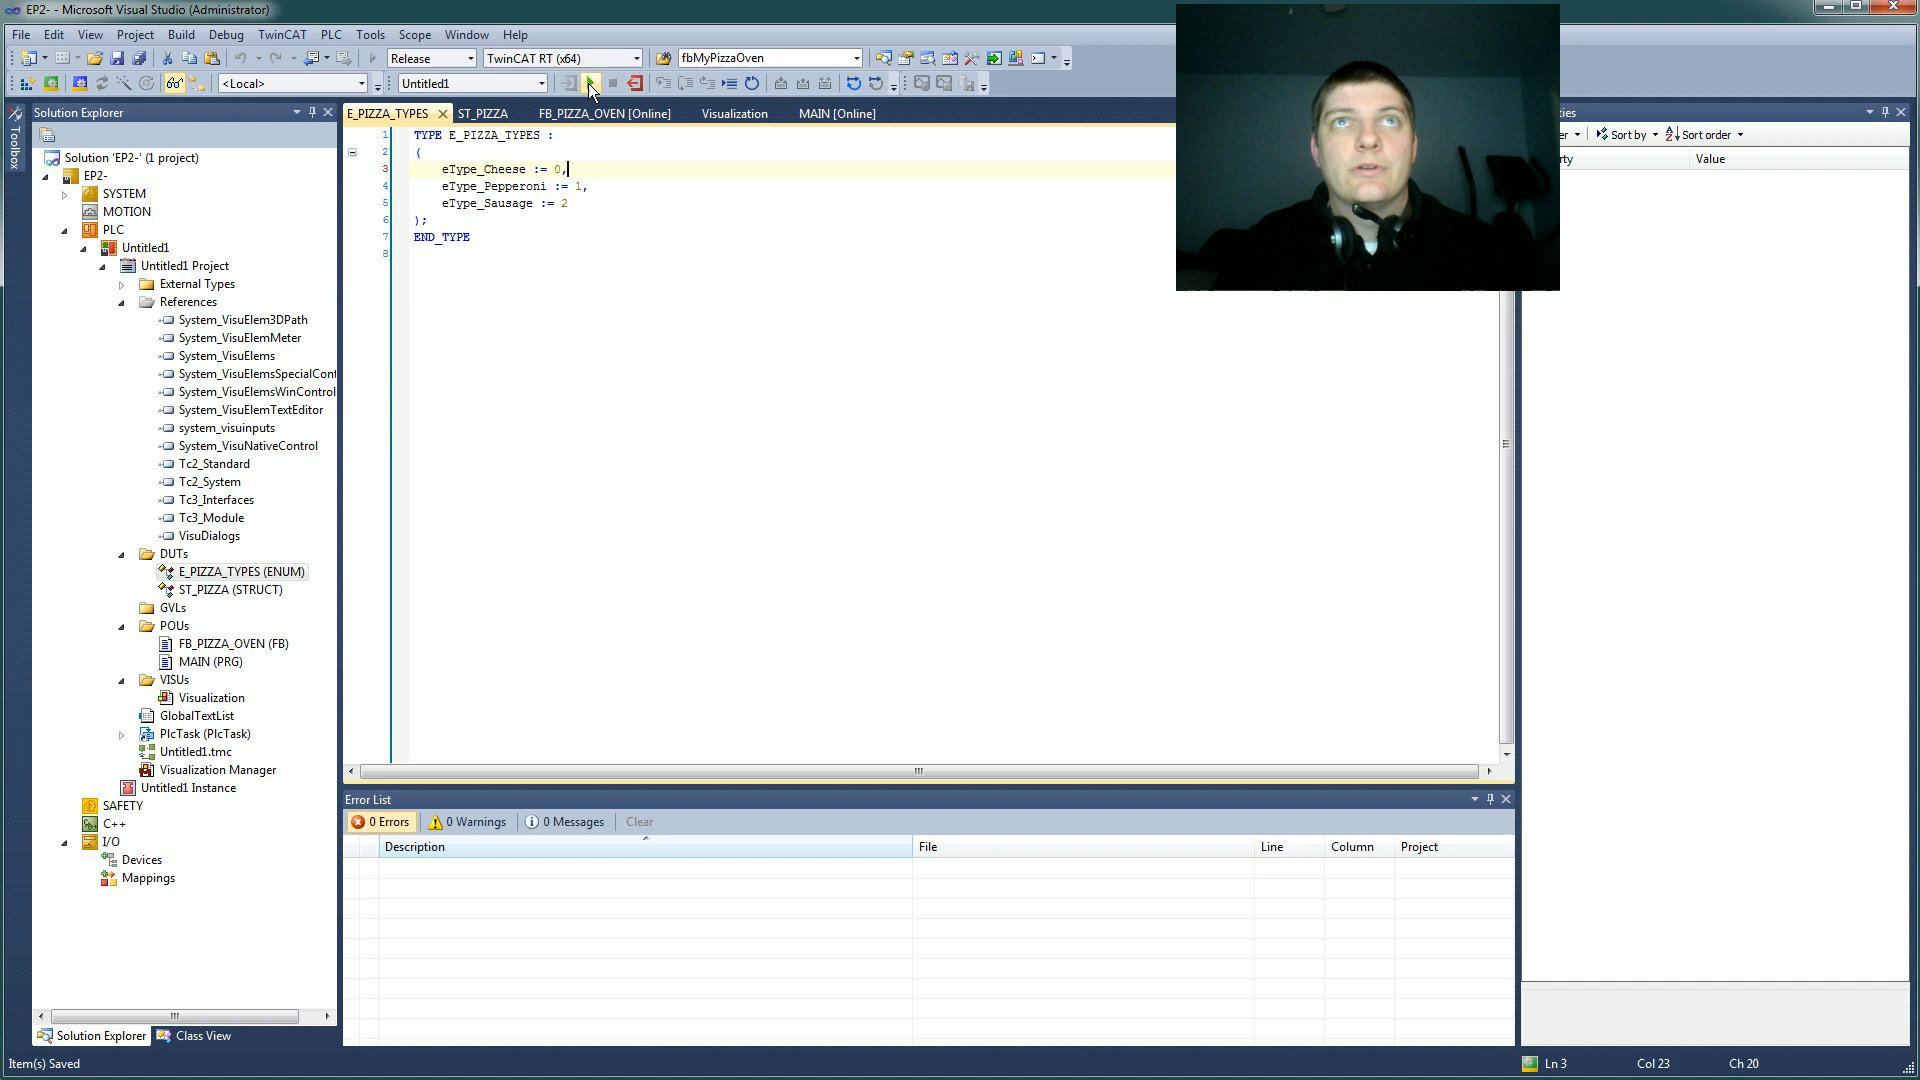 EP2- - Microsoft Visual Studio (Administrator)
File Edit View Project Build Debug TwinCAT PLC Tools Scope Window Help
Release TwinCAT RT (x64) fbMyPizzaOven
<Local> Untitled1
Toolbox
Solution Explorer
Solution 'EP2-' (1 project)
EP2-
SYSTEM
MOTION
PLC
Untitled1
Untitled1 Project
External Types
References
System_VisuElem3DPath
System_VisuElemMeter
System_VisuElems
System_VisuElemsSpecialCont
System_VisuElemsWinControl
System_VisuElemTextEditor
system_visuinputs
System_VisuNativeControl
Tc2_Standard
Tc2_System
Tc3_Interfaces
Tc3_Module
VisuDialogs
DUTs
E_PIZZA_TYPES (ENUM)
ST_PIZZA (STRUCT)
GVLs
POUs
FB_PIZZA_OVEN (FB)
MAIN (PRG)
VISUs
Visualization
GlobalTextList
PlcTask (PlcTask)
Untitled1.tmc
Visualization Manager
Untitled1 Instance
SAFETY
C++
I/O
Devices
Mappings
Solution Explorer Class View
E_PIZZA_TYPES ST_PIZZA FB_PIZZA_OVEN [Online] Visualization MAIN [Online]
1 TYPE E_PIZZA_TYPES :
2 (
3 eType_Cheese := 0,
4 eType_Pepperoni := 1,
5 eType_Sausage := 2
6 );
7 END_TYPE
8
ties
er Sort by Sort order
rty Value
Error List
0 Errors 0 Warnings 0 Messages Clear
Description File Line Column Project
Item(s) Saved Ln 3 Col 23 Ch 20